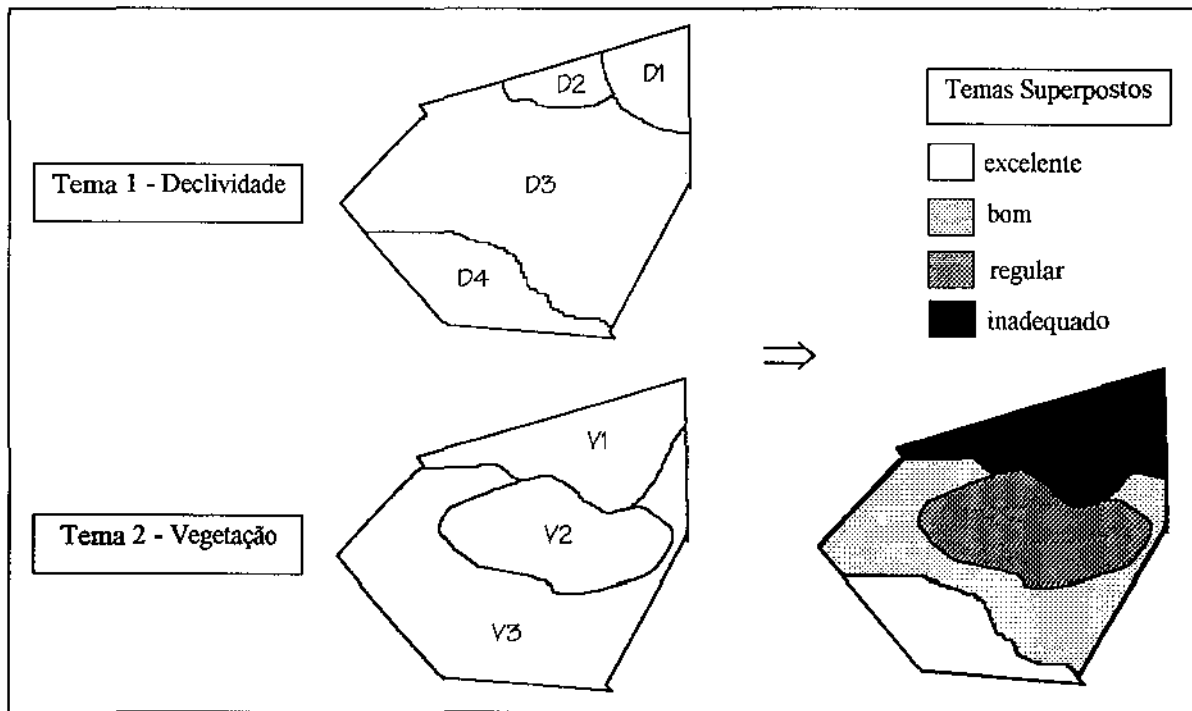 D1
D2
Temas Superpostos
excelente
Tema 1 - Declividade
D3
bom
D4
regular
inadequado
V1
Tema 2 - Vegetação
V2
V3